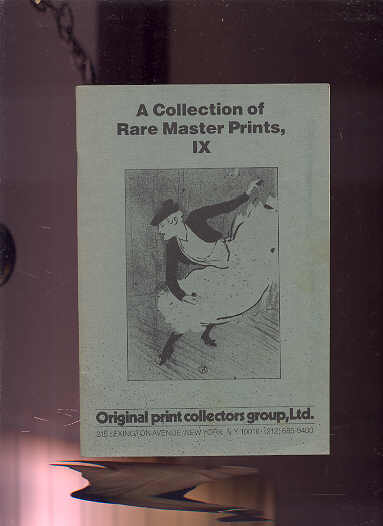 A Collection of
Rare Master Prints,
IX
Original print collectors group,Ltd.
215 LEXINGTON AVENUE, NEW YORK, N.Y. 10016 • (212) 685-9400